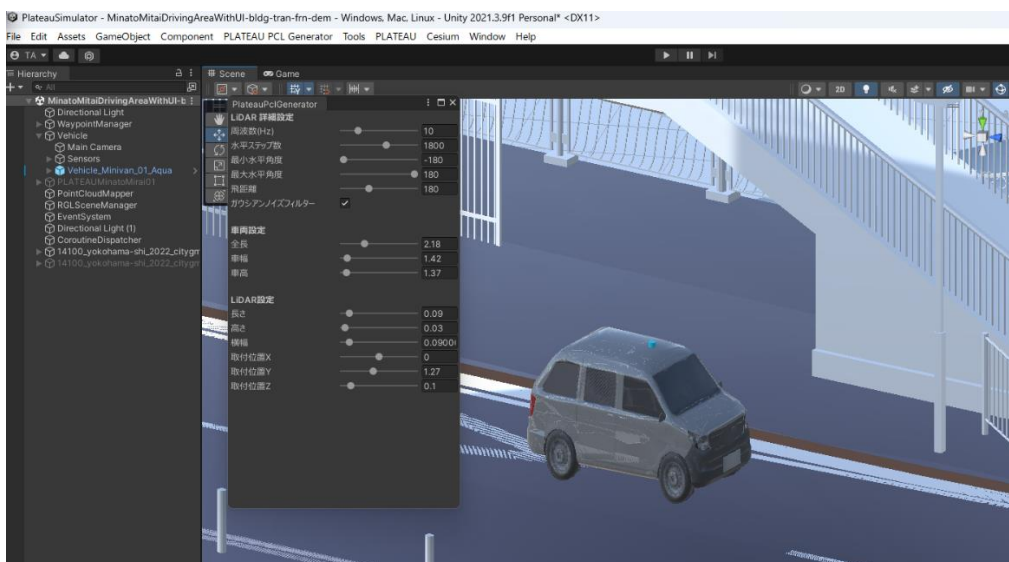 PlateauSimulator - MinatoMitaiDrivingAreaWithUI-bldg-tran-frn-dem - Windows, Mac, Linux - Unity 2021.3.9f1 Personal* <DX11>
File Edit Assets GameObject Component PLATEAU PCL Generator Tools PLATEAU Cesium Window Help
TA
Hierarchy
All
MinatoMitaiDrivingAreaWithUI-b
Directional Light
WaypointManager
Vehicle
Main Camera
Sensors
Vehicle_Minivan_01_Aqua
PLATEAUMinatoMirai01
PointCloudMapper
RGLSceneManager
EventSystem
Directional Light (1)
CoroutineDispatcher
14100_yokohama-shi_2022_citygm
14100_yokohama-shi_2022_citygm
Scene Game
2D
PlateauPclGenerator
LiDAR 詳細設定
周波数(Hz) 10
水平ステップ数 1800
最小水平角度 -180
最大水平角度 180
飛距離 180
ガウシアンノイズフィルター
車両設定
全長 2.18
車幅 1.42
車高 1.37
LiDAR設定
長さ 0.09
高さ 0.03
横幅 0.0900
取付位置X 0
取付位置Y 1.27
取付位置Z 0.1